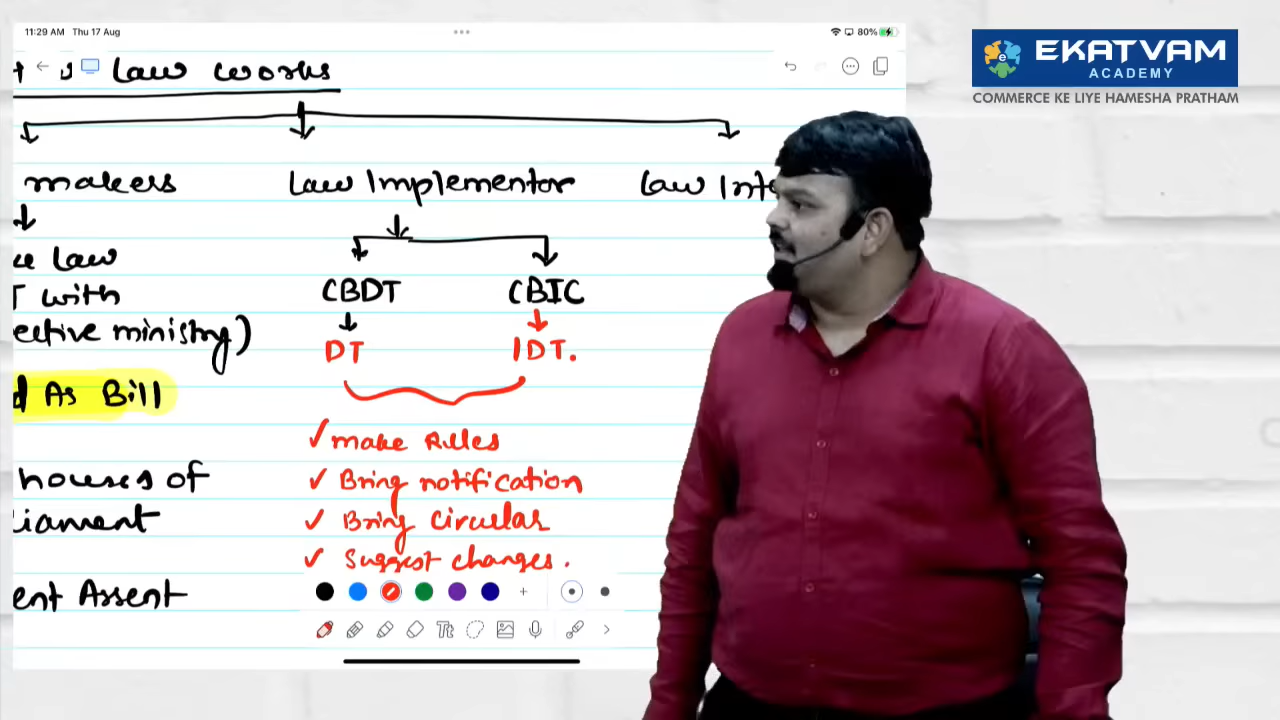 11:29 AM Thu 17 Aug
80%
EKATVAM
ACADEMY
COMMERCE KE LIYE HAMESHA PRATHAM
Law works
makers
Law Implementor
Law Inte
Law
CBDT
CBIC
T with
ective ministry)
DT
IDT.
d As Bill
✓ make Rules
houses of
✓ Bring notification
liament
✓ Bring Circular
✓ Suggest changes.
ent Assent
Tt